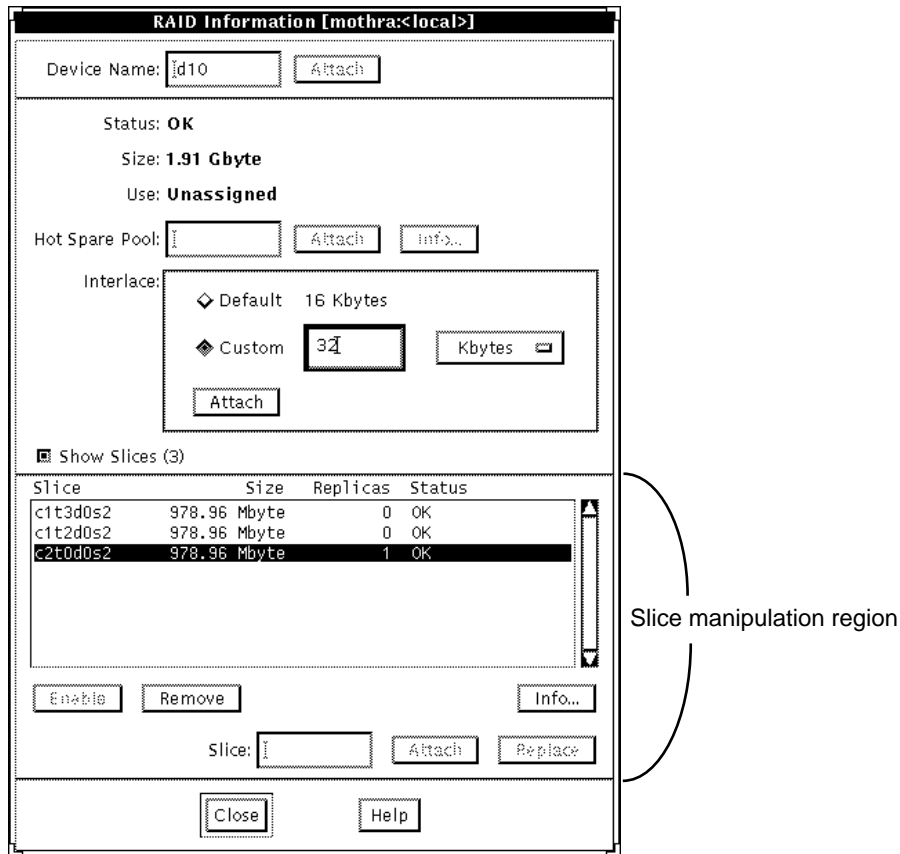 RAID Information [mothra:<local>]
Device Name: d10 Attach
Status: OK
Size: 1.91 Gbyte
Use: Unassigned
Hot Spare Pool: Attach Info...
Interlace:
Default 16 Kbytes
Custom 32 Kbytes
Attach
Show Slices (3)
Slice Size Replicas Status
c1t3d0s2 978.96 Mbyte 0 OK
c1t2d0s2 978.96 Mbyte 0 OK
c2t0d0s2 978.96 Mbyte 1 OK
Slice manipulation region
Enable Remove Info...
Slice: Attach Replace
Close Help